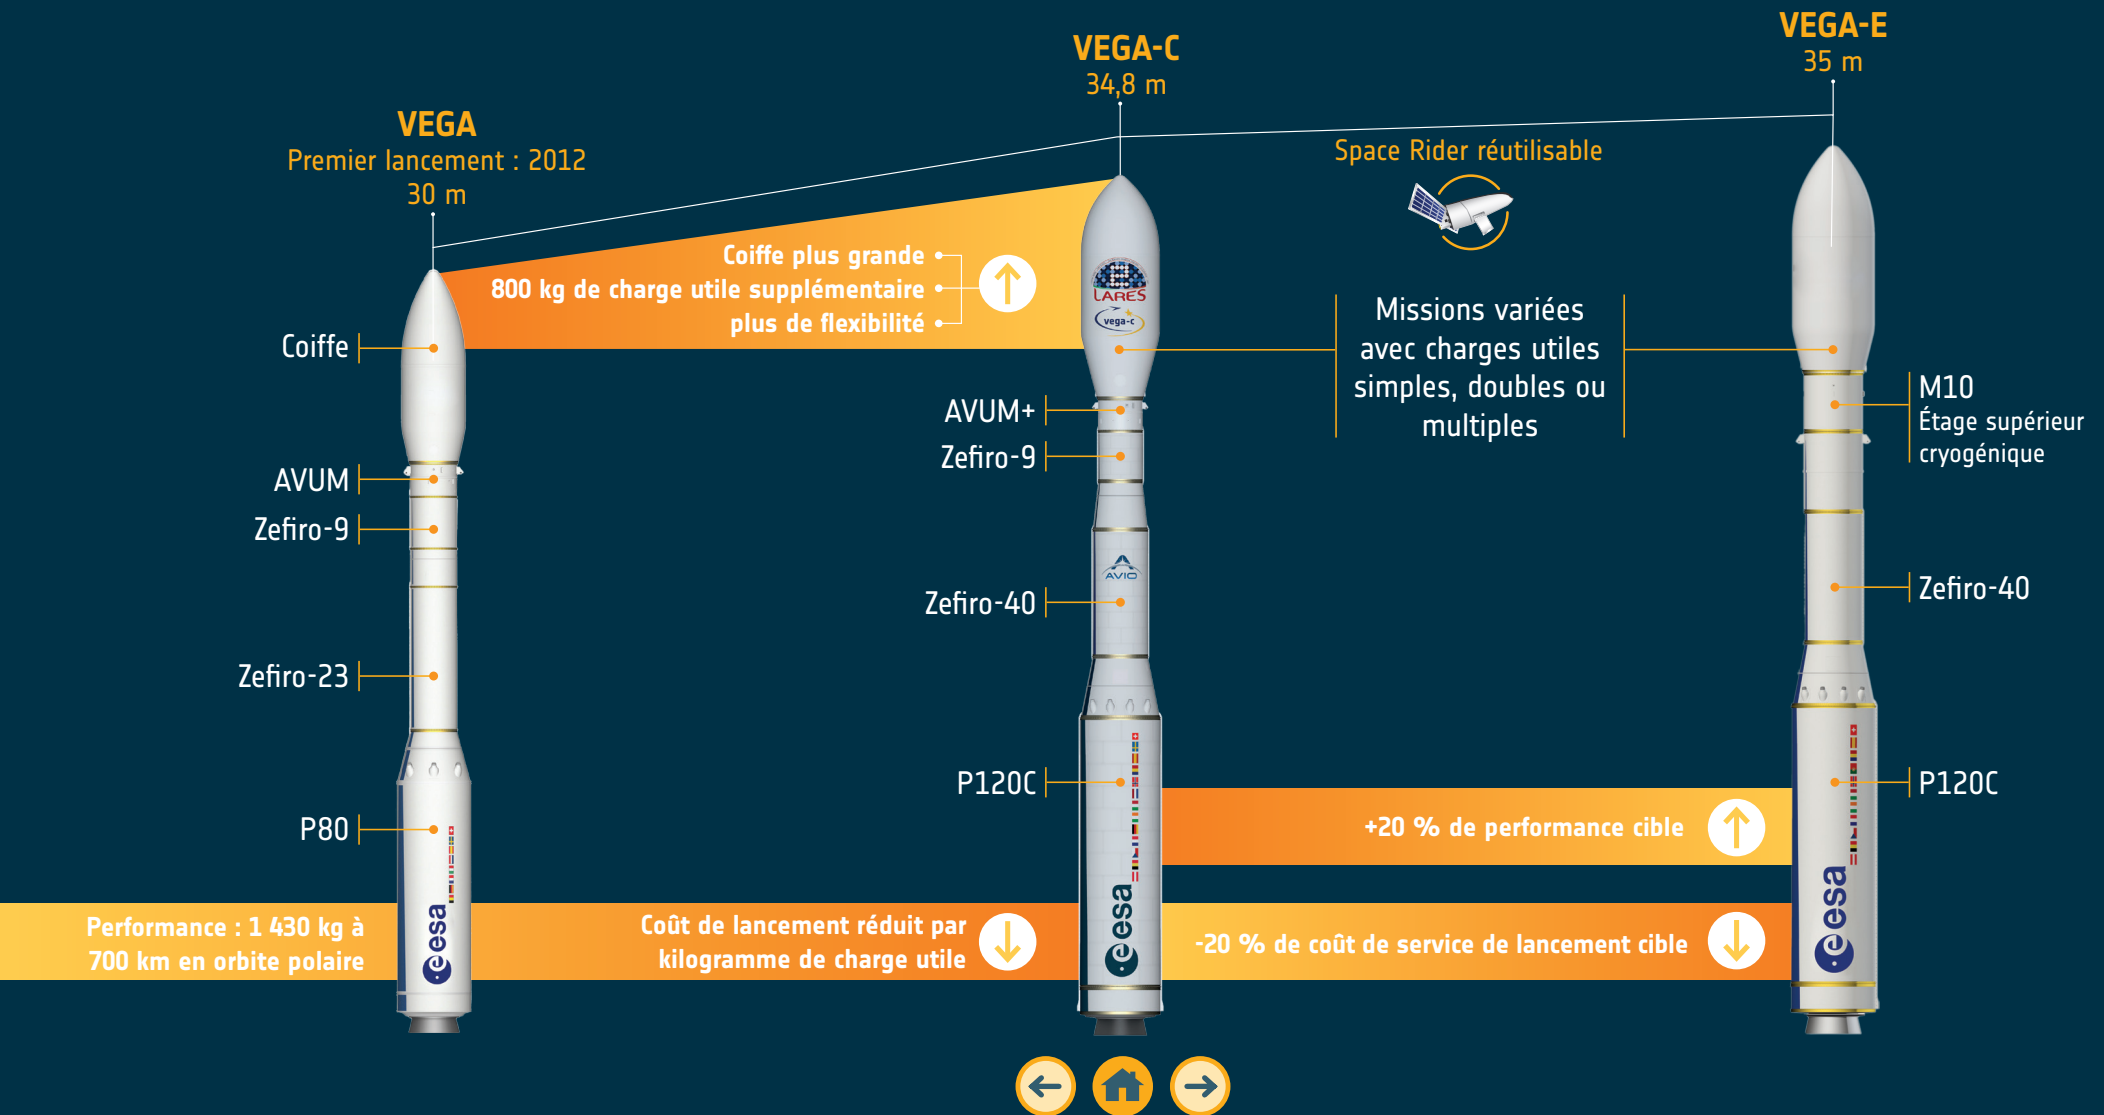 VEGA
Premier lancement : 2012
30 m
Coiffe
AVUM
Zefiro-9
Zefiro-23
P80
esa
Performance : 1 430 kg à
700 km en orbite polaire
Coiffe plus grande
800 kg de charge utile supplémentaire
plus de flexibilité
Coût de lancement réduit par
kilogramme de charge utile
VEGA-C
34,8 m
LARES
vega-c
AVUM+
Zefiro-9
AVIO
Zefiro-40
P120C
esa
Space Rider réutilisable
Missions variées
avec charges utiles
simples, doubles ou
multiples
+20 % de performance cible
-20 % de coût de service de lancement cible
VEGA-E
35 m
M10
Étage supérieur
cryogénique
Zefiro-40
P120C
esa